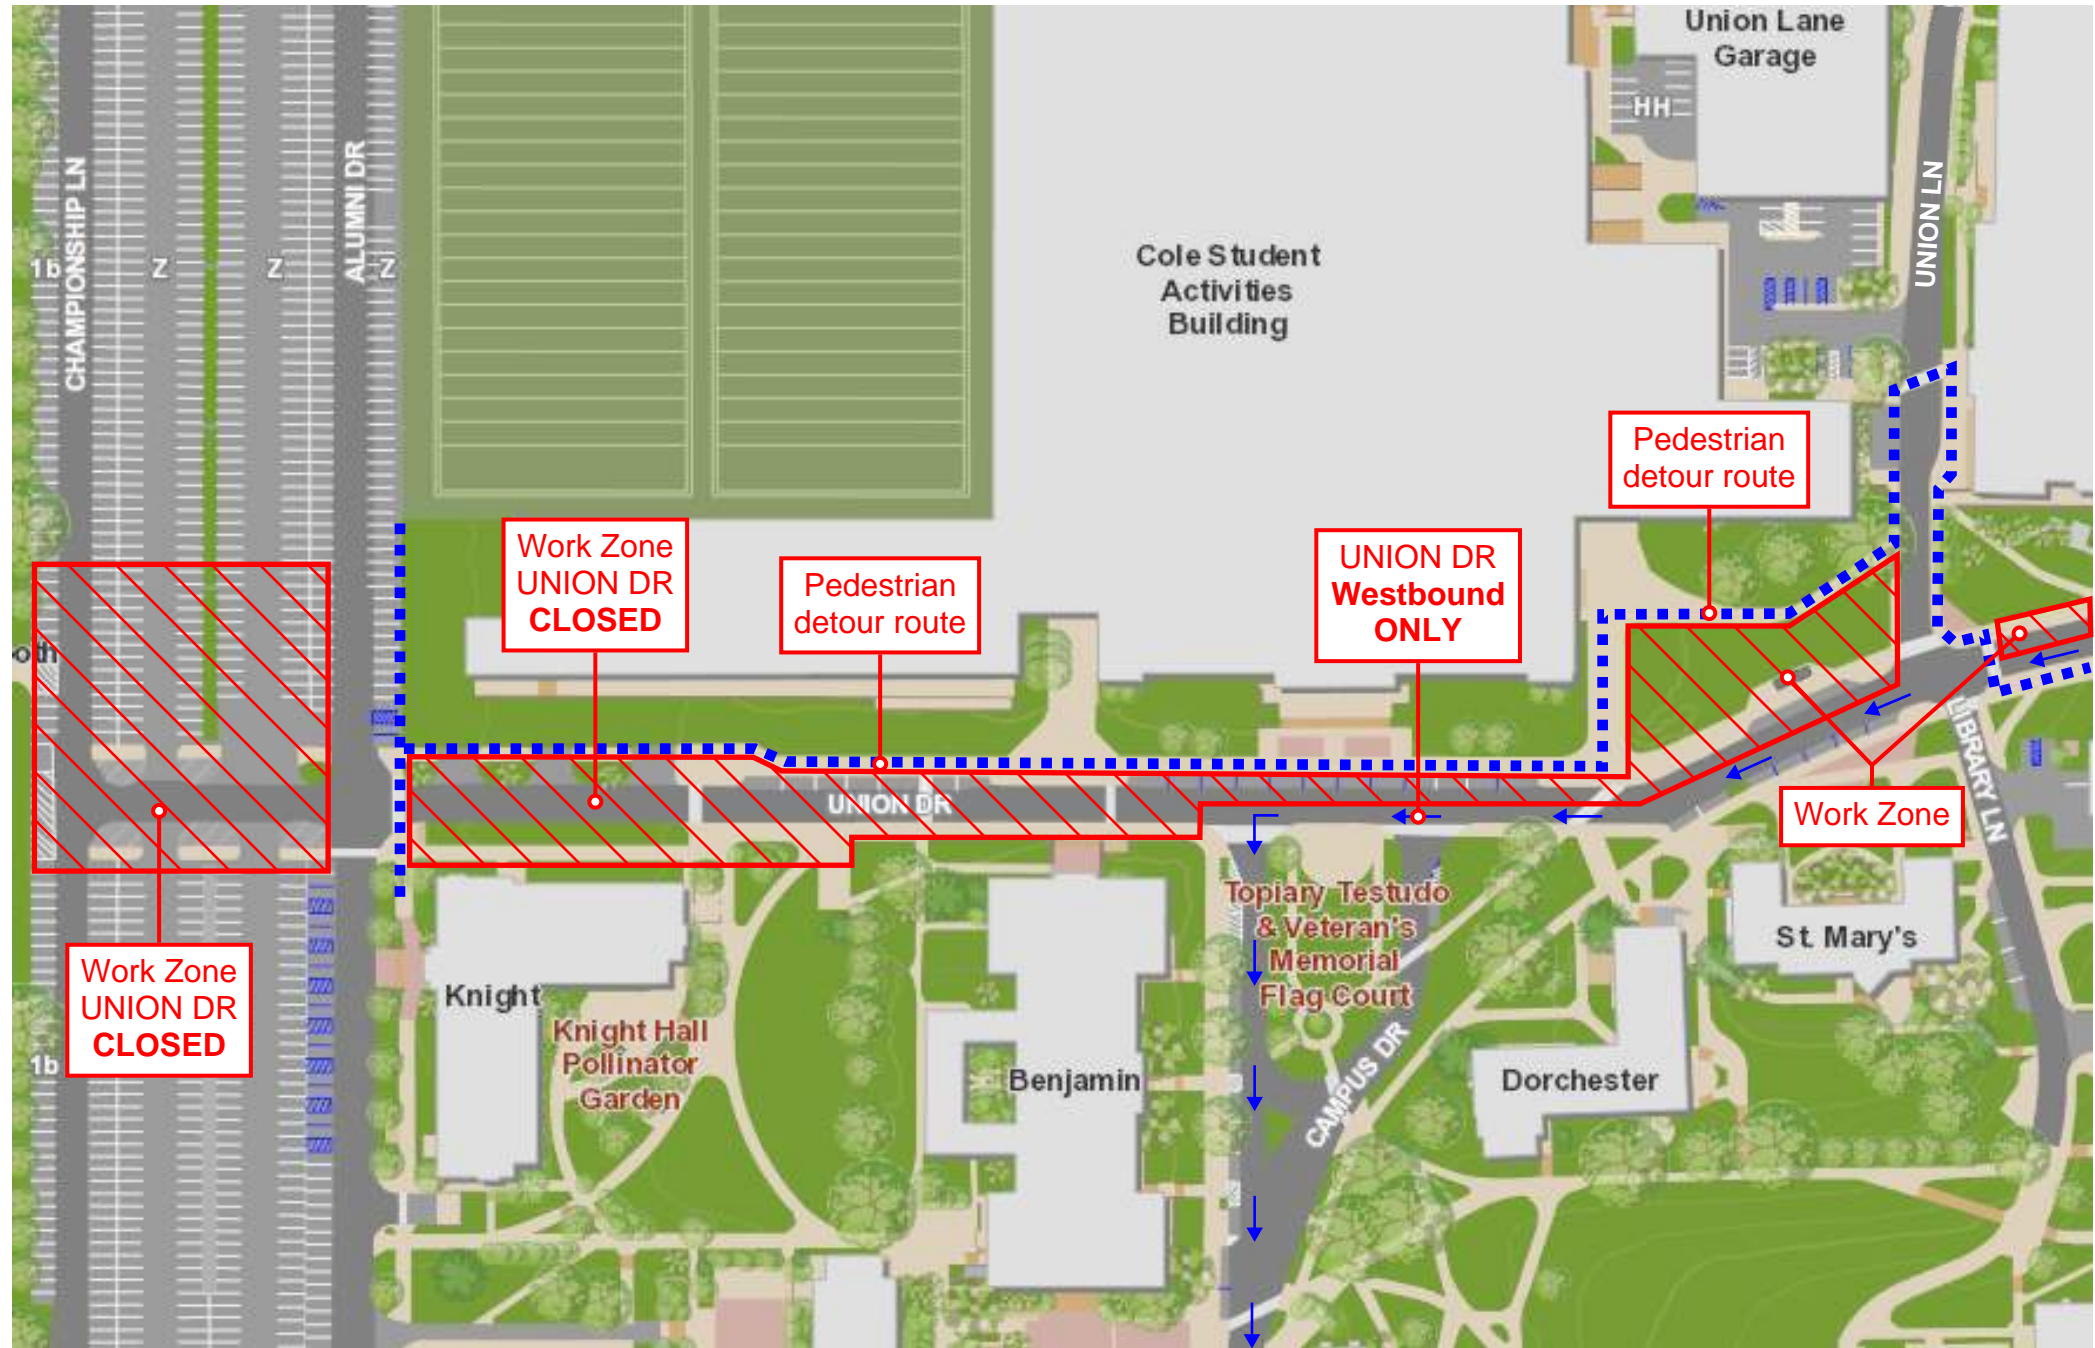 Union Lane
Garage
HH
UNION LN
CHAMPIONSHIP LN
ALUMNI DR
1b
Z
Z
Z
Cole Student
Activities
Building
Pedestrian
detour route
Work Zone
UNION DR
CLOSED
Pedestrian
detour route
UNION DR
Westbound
ONLY
UNION DR
LIBRARY LN
Work Zone
Work Zone
UNION DR
CLOSED
1b
Knight
Knight Hall
Pollinator
Garden
Benjamin
Topiary Testudo
& Veteran's
Memorial
Flag Court
CAMPUS DR
Dorchester
St. Mary's